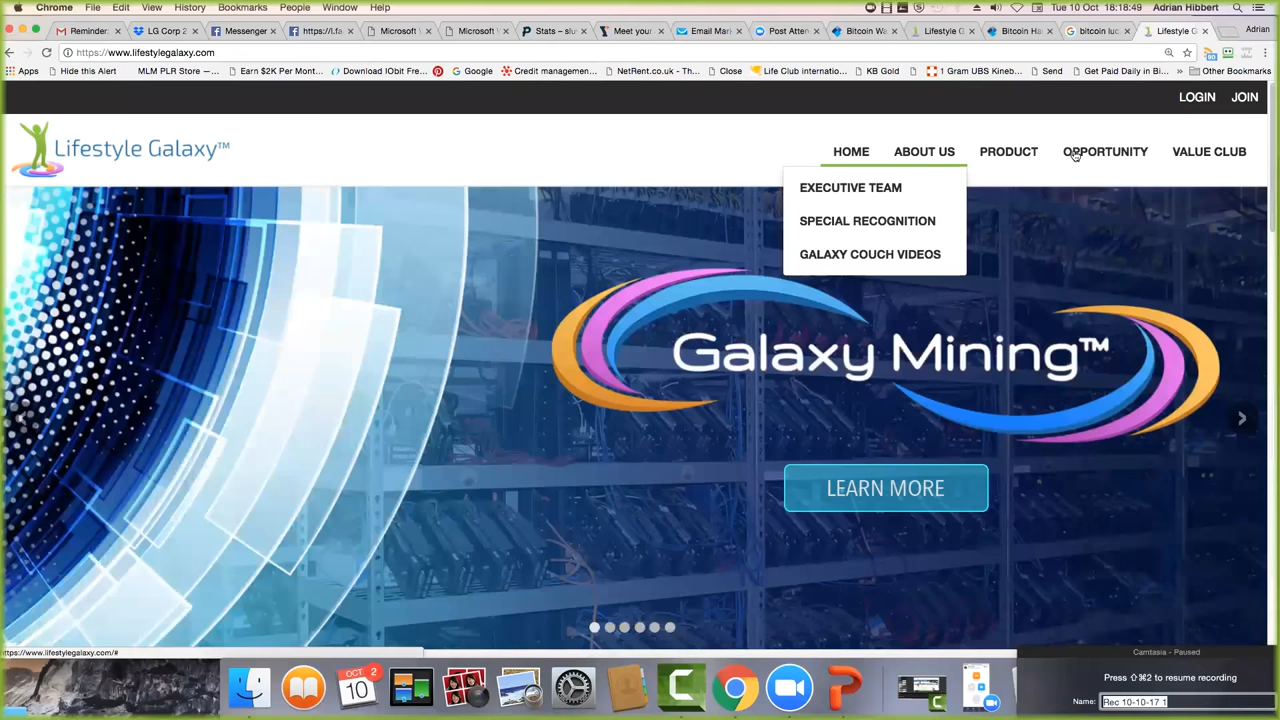 Chrome File Edit View History Bookmarks People Window Help
Tue 10 Oct 18:18:49 Adrian Hibbert
Reminder:
LG Corp 2
Messenger
https://l.fa
Microsoft
Microsoft
Stats – slu
Meet your
Email Mar
Post Atten
Bitcoin Wa
Lifestyle G
Bitcoin Ha
bitcoin luc
Lifestyle G
Adrian
https://www.lifestylegalaxy.com
Apps
Hide this Alert
MLM PLR Store —...
Earn $2K Per Mont...
Download IObit Fre...
Google
Credit management...
NetRent.co.uk - Th...
Close
Life Club internatio...
KB Gold
1 Gram UBS Kineb...
Send
Get Paid Daily in Bi...
Other Bookmarks
LOGIN JOIN
Lifestyle Galaxy™
HOME ABOUT US PRODUCT OPPORTUNITY VALUE CLUB
EXECUTIVE TEAM
SPECIAL RECOGNITION
GALAXY COUCH VIDEOS
Galaxy Mining™
LEARN MORE
https://www.lifestylegalaxy.com/#
OCT 2
10
Camtasia - Paused
Press ⇧⌘2 to resume recording
Name: Rec 10-10-17 1